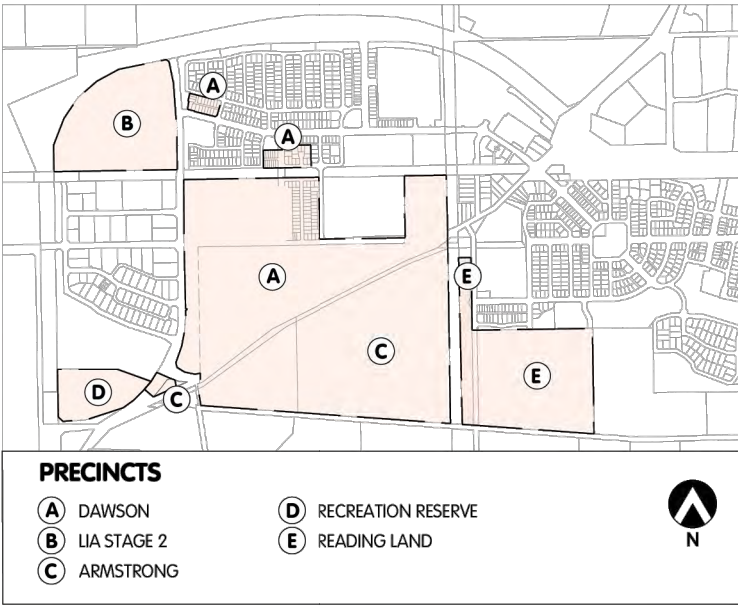 A
B
A
A
E
C
E
D
C
PRECINCTS
A DAWSON
B LIA STAGE 2
C ARMSTRONG
D RECREATION RESERVE
E READING LAND
N